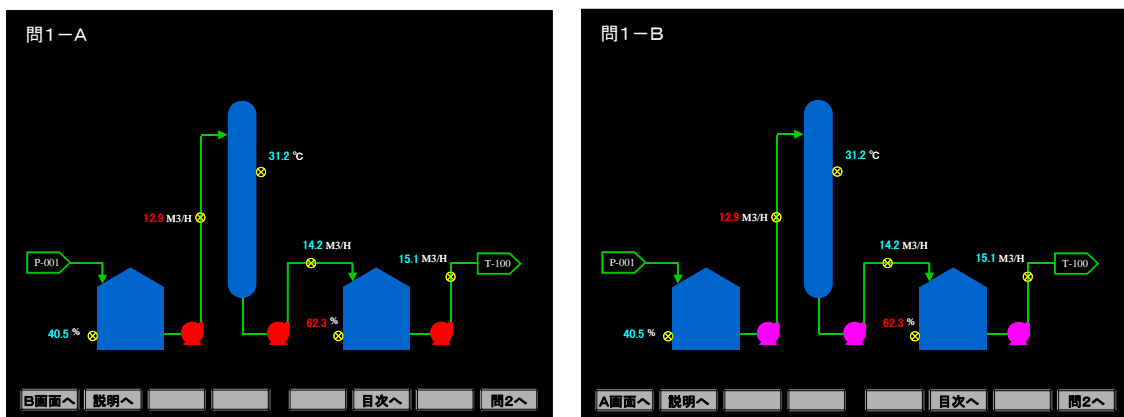 問1-A
31.2 ℃
12.9 M3/H
14.2 M3/H
15.1 M3/H
P-001
T-100
62.3 %
40.5 %
B画面へ
説明へ
目次へ
問2へ
問1-B
31.2 ℃
12.9 M3/H
14.2 M3/H
15.1 M3/H
P-001
T-100
62.3 %
40.5 %
A画面へ
説明へ
目次へ
問2へ